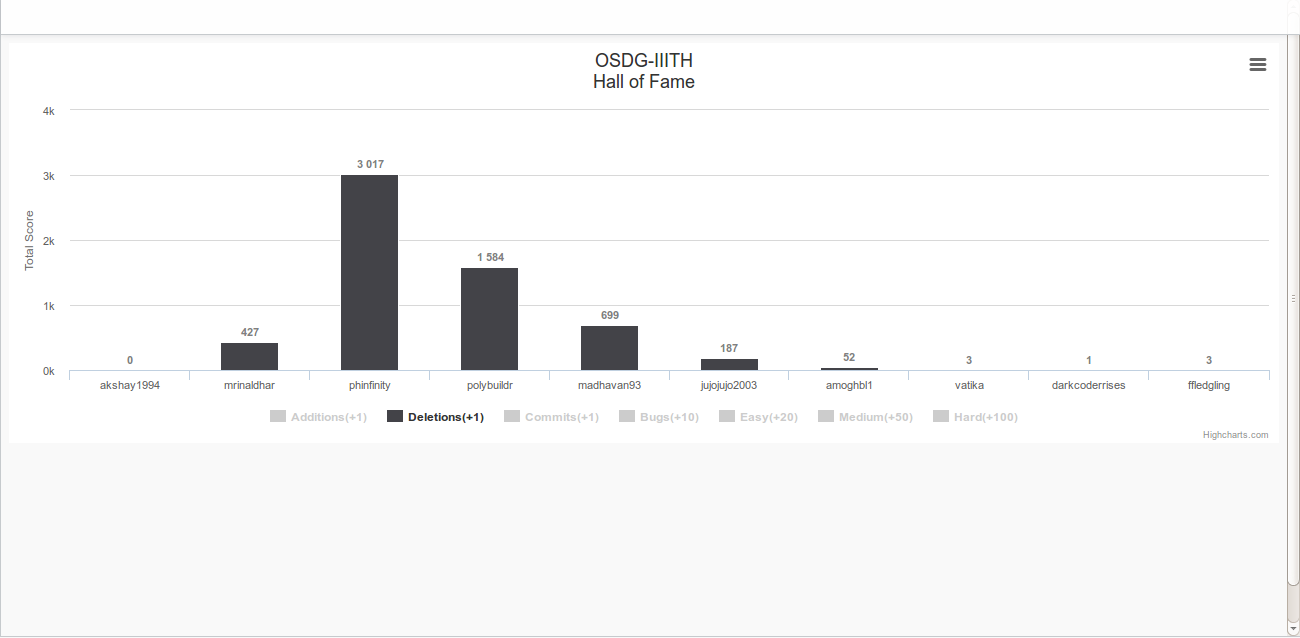 OSDG-IIITH
Hall of Fame
4k
3k
2k
1k
0k
Total Score
0
427
3 017
1 584
699
187
52
3
1
3
akshay1994
mrinaldhar
phinfinity
polybuildr
madhavan93
jujojujo2003
amoghbl1
vatika
darkcoderrises
ffledgling
Additions(+1) Deletions(+1) Commits(+1) Bugs(+10) Easy(+20) Medium(+50) Hard(+100)
Highcharts.com